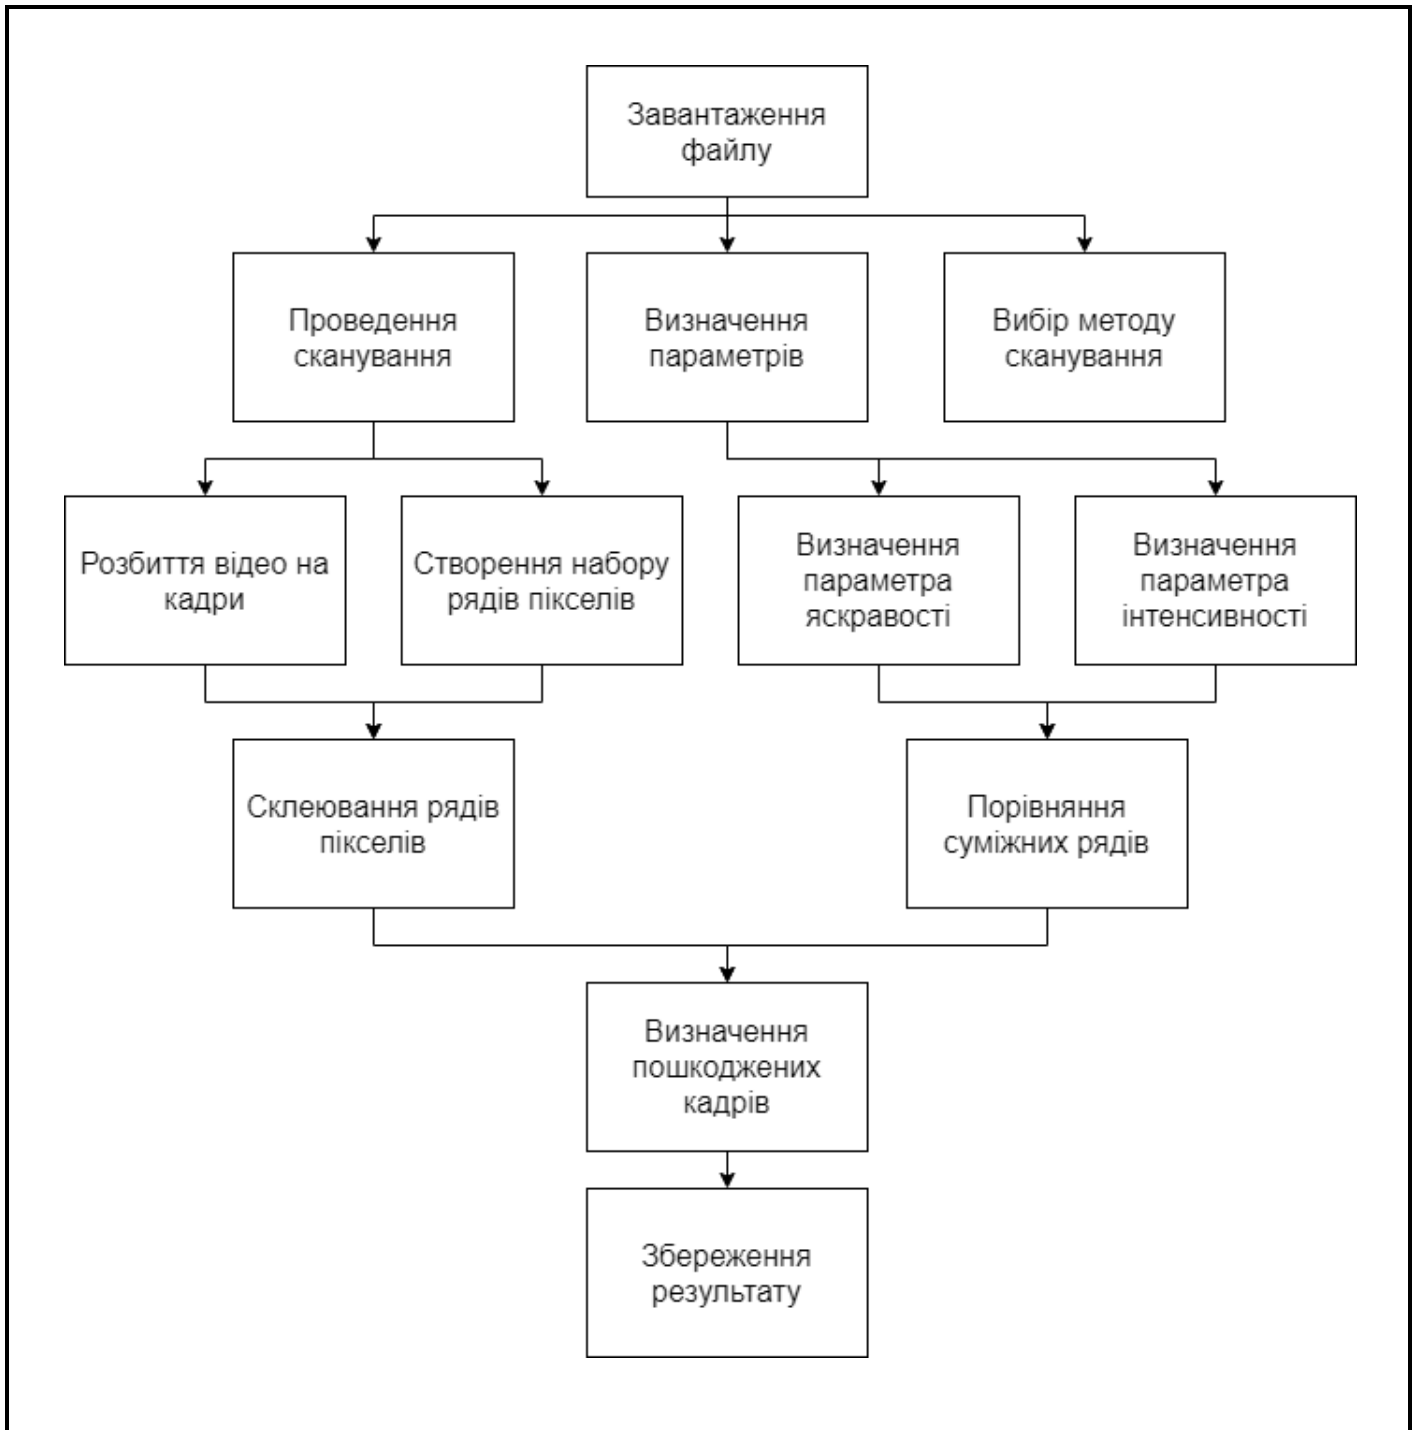 Завантаження
файлу
Проведення
сканування
Визначення
параметрів
Вибір методу
сканування
Розбиття відео на
кадри
Створення набору
рядів пікселів
Визначення
параметра
яскравості
Визначення
параметра
інтенсивності
Склеювання рядів
пікселів
Порівняння
суміжних рядів
Визначення
пошкоджених
кадрів
Збереження
результату